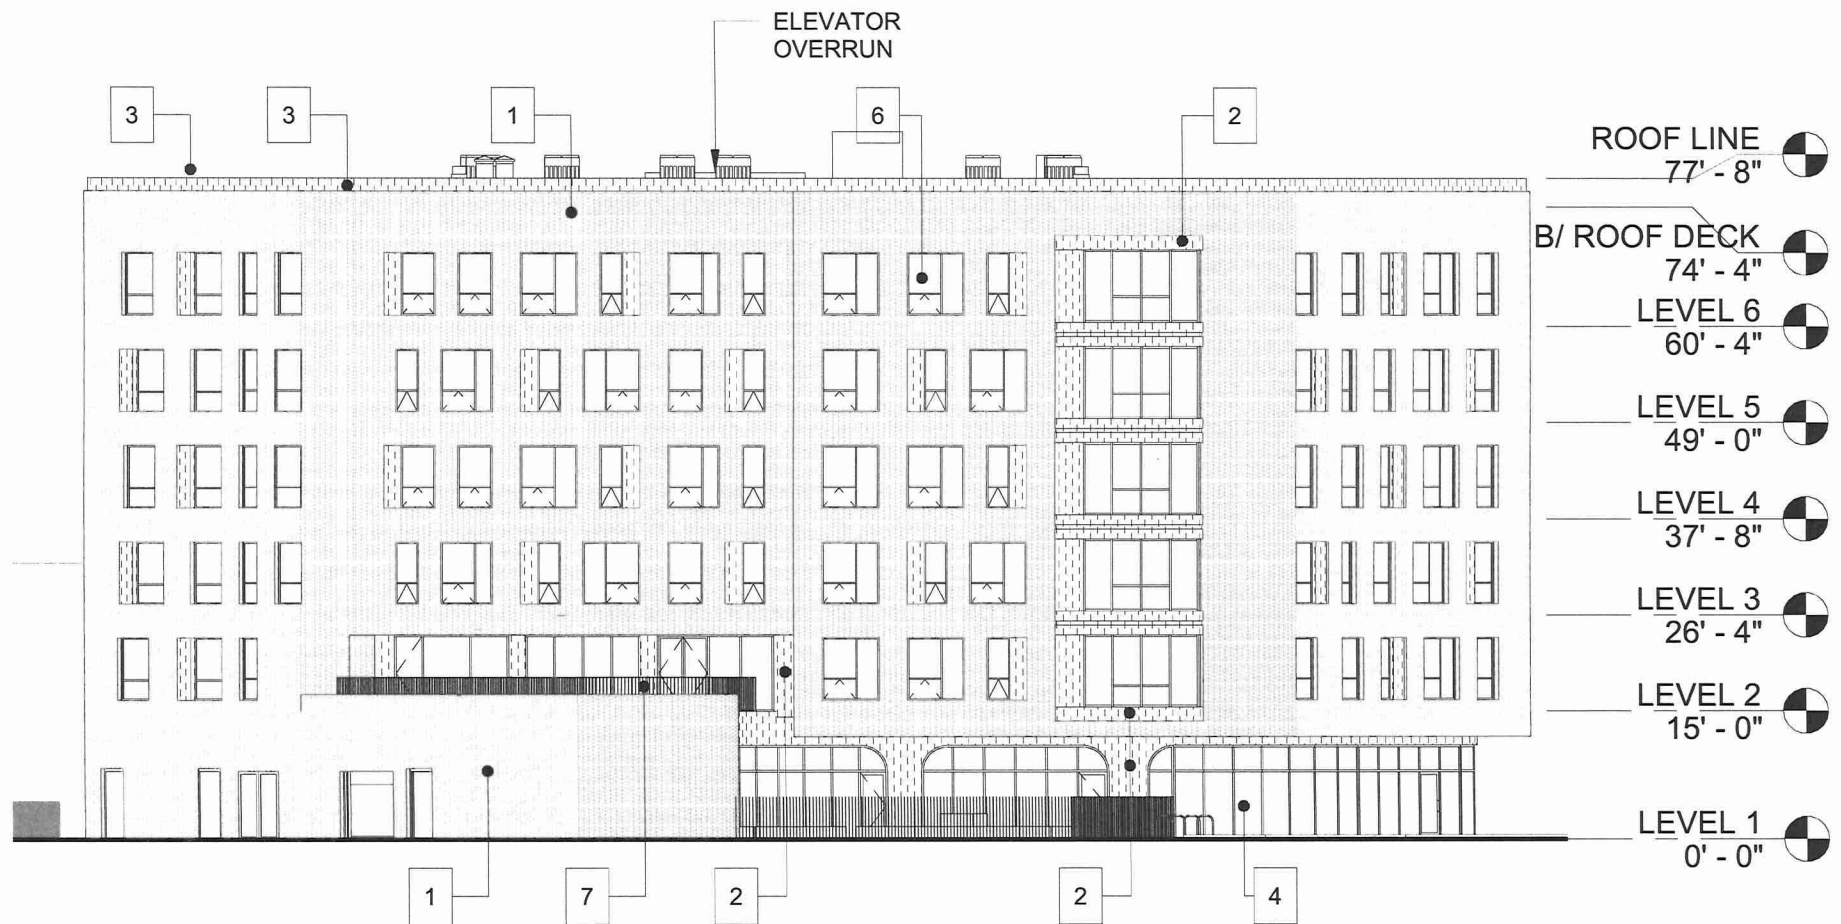 ELEVATOR
OVERRUN
3
3
1
6
2
ROOF LINE
77' - 8"
B/ ROOF DECK
74' - 4"
LEVEL 6
60' - 4"
LEVEL 5
49' - 0"
LEVEL 4
37' - 8"
LEVEL 3
26' - 4"
LEVEL 2
15' - 0"
LEVEL 1
0' - 0"
1
7
2
2
4